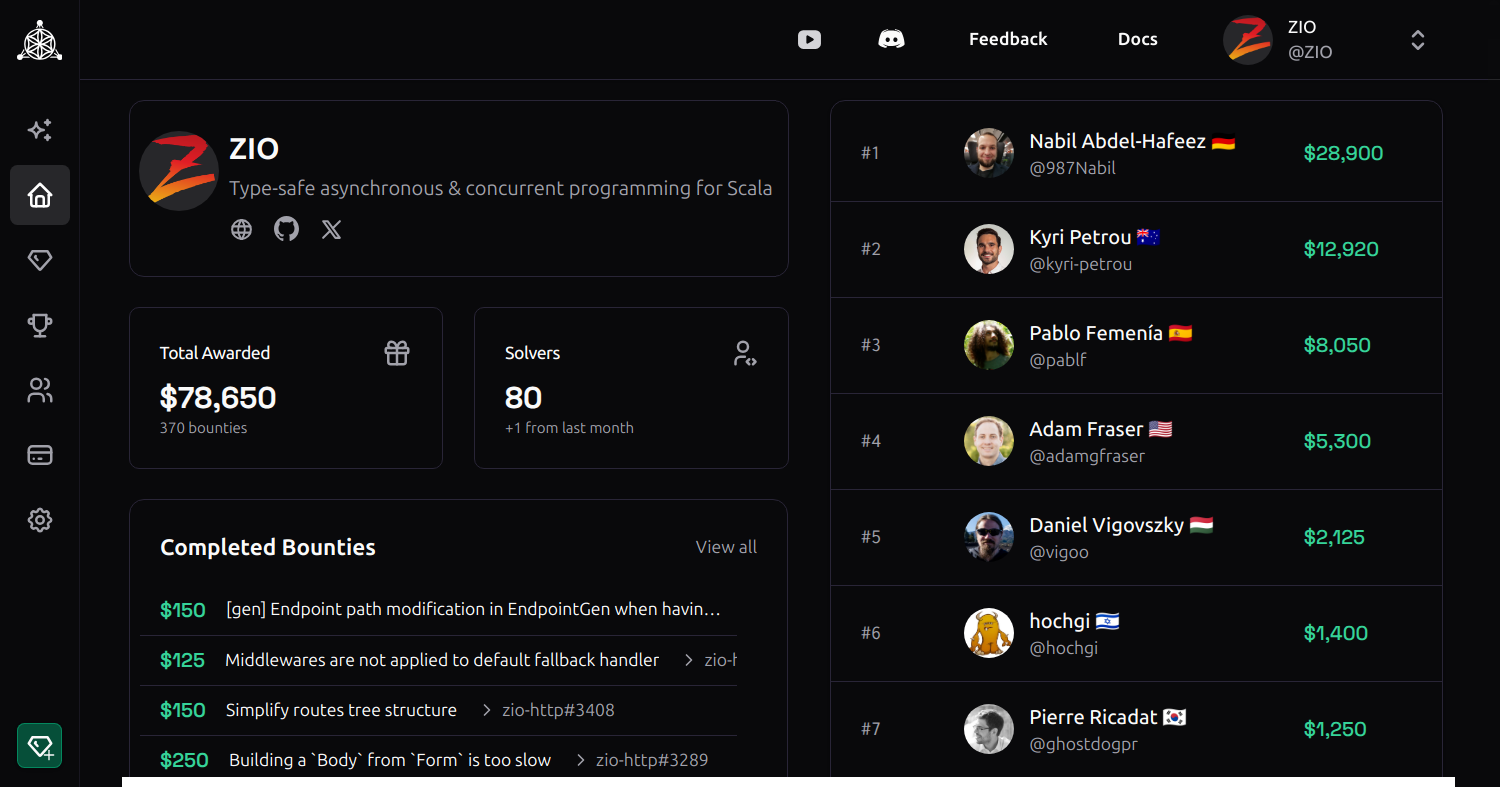 Feedback
Docs
ZIO
@ZIO
ZIO
Type-safe asynchronous & concurrent programming for Scala
Total Awarded
$78,650
370 bounties
Solvers
80
+1 from last month
Completed Bounties
View all
$150 [gen] Endpoint path modification in EndpointGen when havin…
$125 Middlewares are not applied to default fallback handler > zio-h
$150 Simplify routes tree structure > zio-http#3408
$250 Building a `Body` from `Form` is too slow > zio-http#3289
#1 Nabil Abdel-Hafeez $28,900
@987Nabil
#2 Kyri Petrou $12,920
@kyri-petrou
#3 Pablo Femenía $8,050
@pablf
#4 Adam Fraser $5,300
@adamgfraser
#5 Daniel Vigovszky $2,125
@vigoo
#6 hochgi $1,400
@hochgi
#7 Pierre Ricadat $1,250
@ghostdogpr